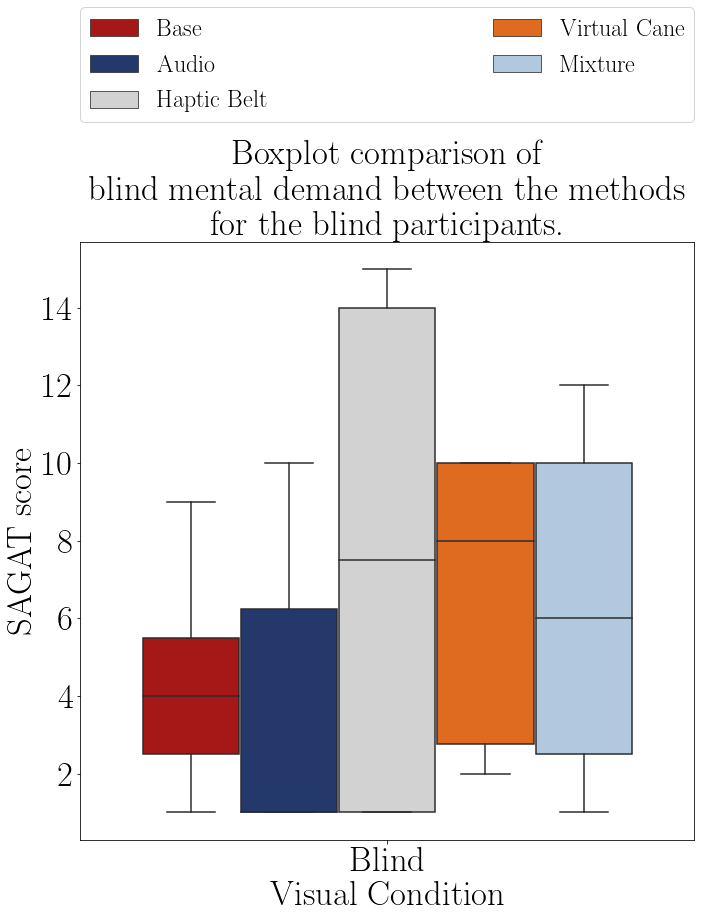 Base
Audio
Haptic Belt
Virtual Cane
Mixture
Boxplot comparison of
blind mental demand between the methods
for the blind participants.
14
12
10
8
6
4
2
SAGAT score
Blind
Visual Condition